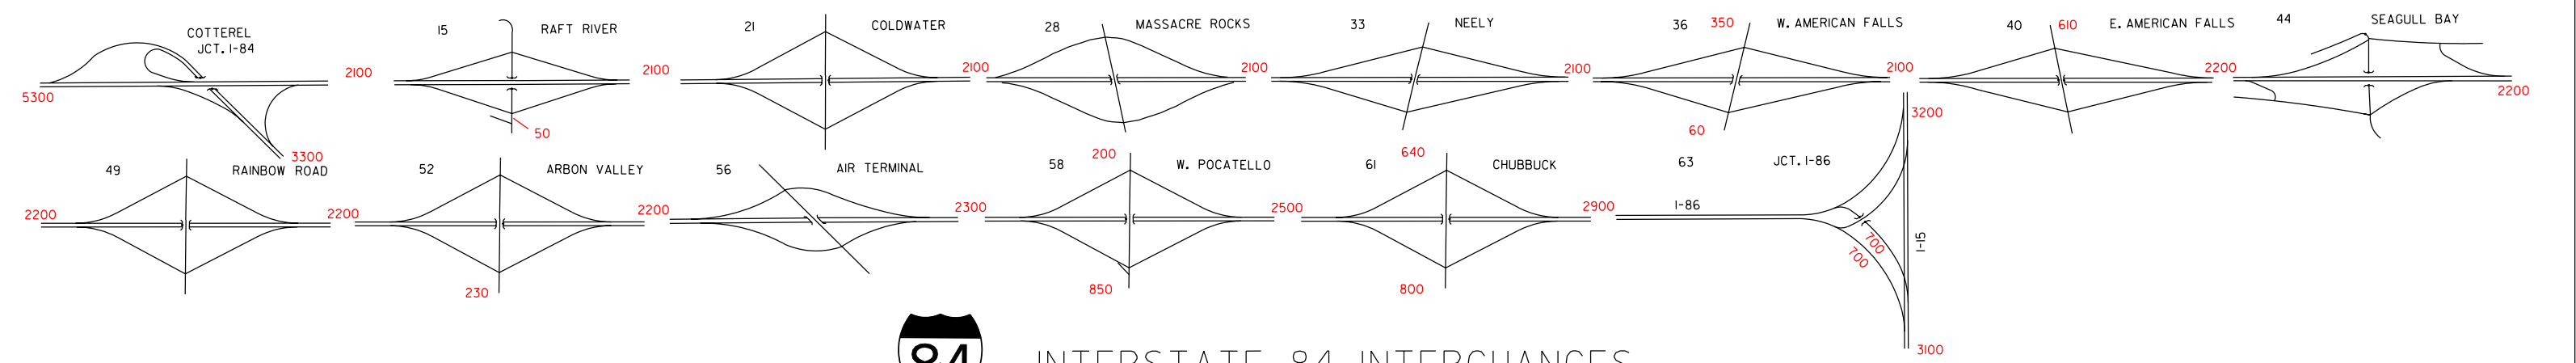 COTTEREL
JCT. I-84
5300
2100
3300
15 RAFT RIVER
50
2100
21 COLDWATER
2100
28 MASSACRE ROCKS
2100
33 NEELY
2100
36 350 W. AMERICAN FALLS
60
2100
3200
40 610 E. AMERICAN FALLS
2200
44 SEAGULL BAY
2200
49 RAINBOW ROAD
2200
2200
52 ARBON VALLEY
230
2200
56 AIR TERMINAL
2300
58 200 W. POCATELLO
850
2500
61 640 CHUBBUCK
800
2900
63 JCT. I-86
I-86
700
700
I-15
3100
84 INTERSTATE 84 INTERCHANGES